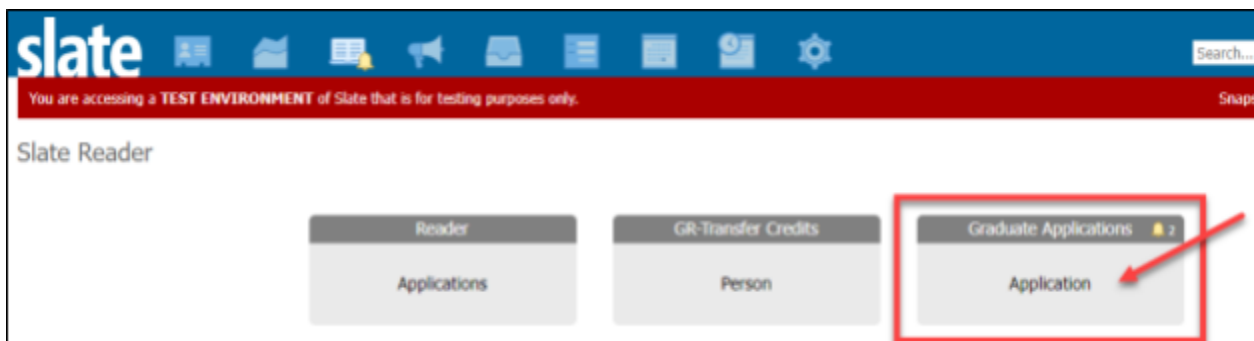 slate
Search...
You are accessing a TEST ENVIRONMENT of Slate that is for testing purposes only.
Snaps
Slate Reader
Reader
GR-Transfer Credits
Graduate Applications 2
Applications
Person
Application